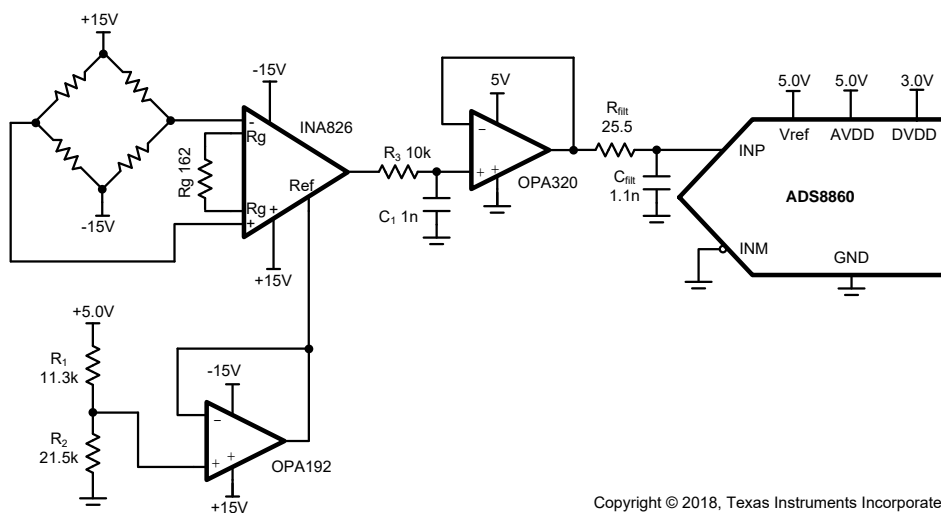 +15V
-15V
INA826
-
Rg
Rg 162
Rg
+
+
Ref
-15V
+15V
R3 10k
C1 1n
5V
-
+
+
OPA320
Rfilt
25.5
Cfilt
1.1n
5.0V
5.0V
3.0V
Vref
AVDD
DVDD
INP
ADS8860
INM
GND
+5.0V
R1
11.3k
R2
21.5k
-15V
-
+
+
OPA192
+15V
Copyright © 2018, Texas Instruments Incorporate